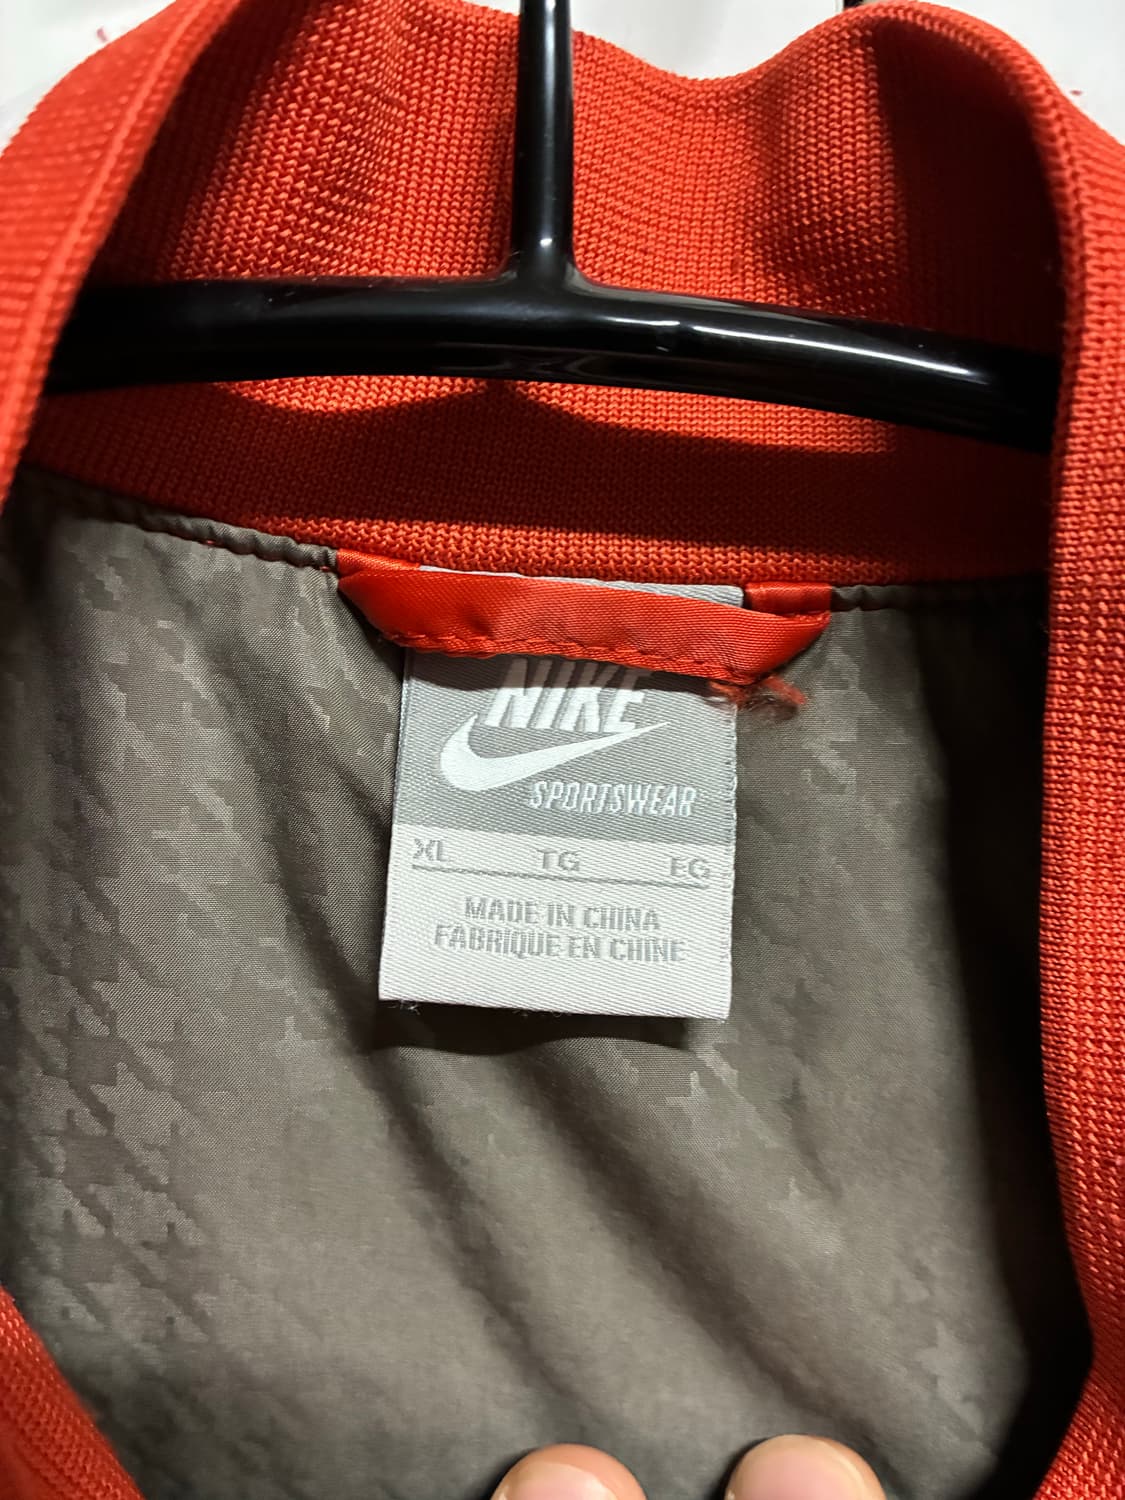 NIKE
SPORTSWEAR
XL TG EG
MADE IN CHINA
FABRIQUE EN CHINE